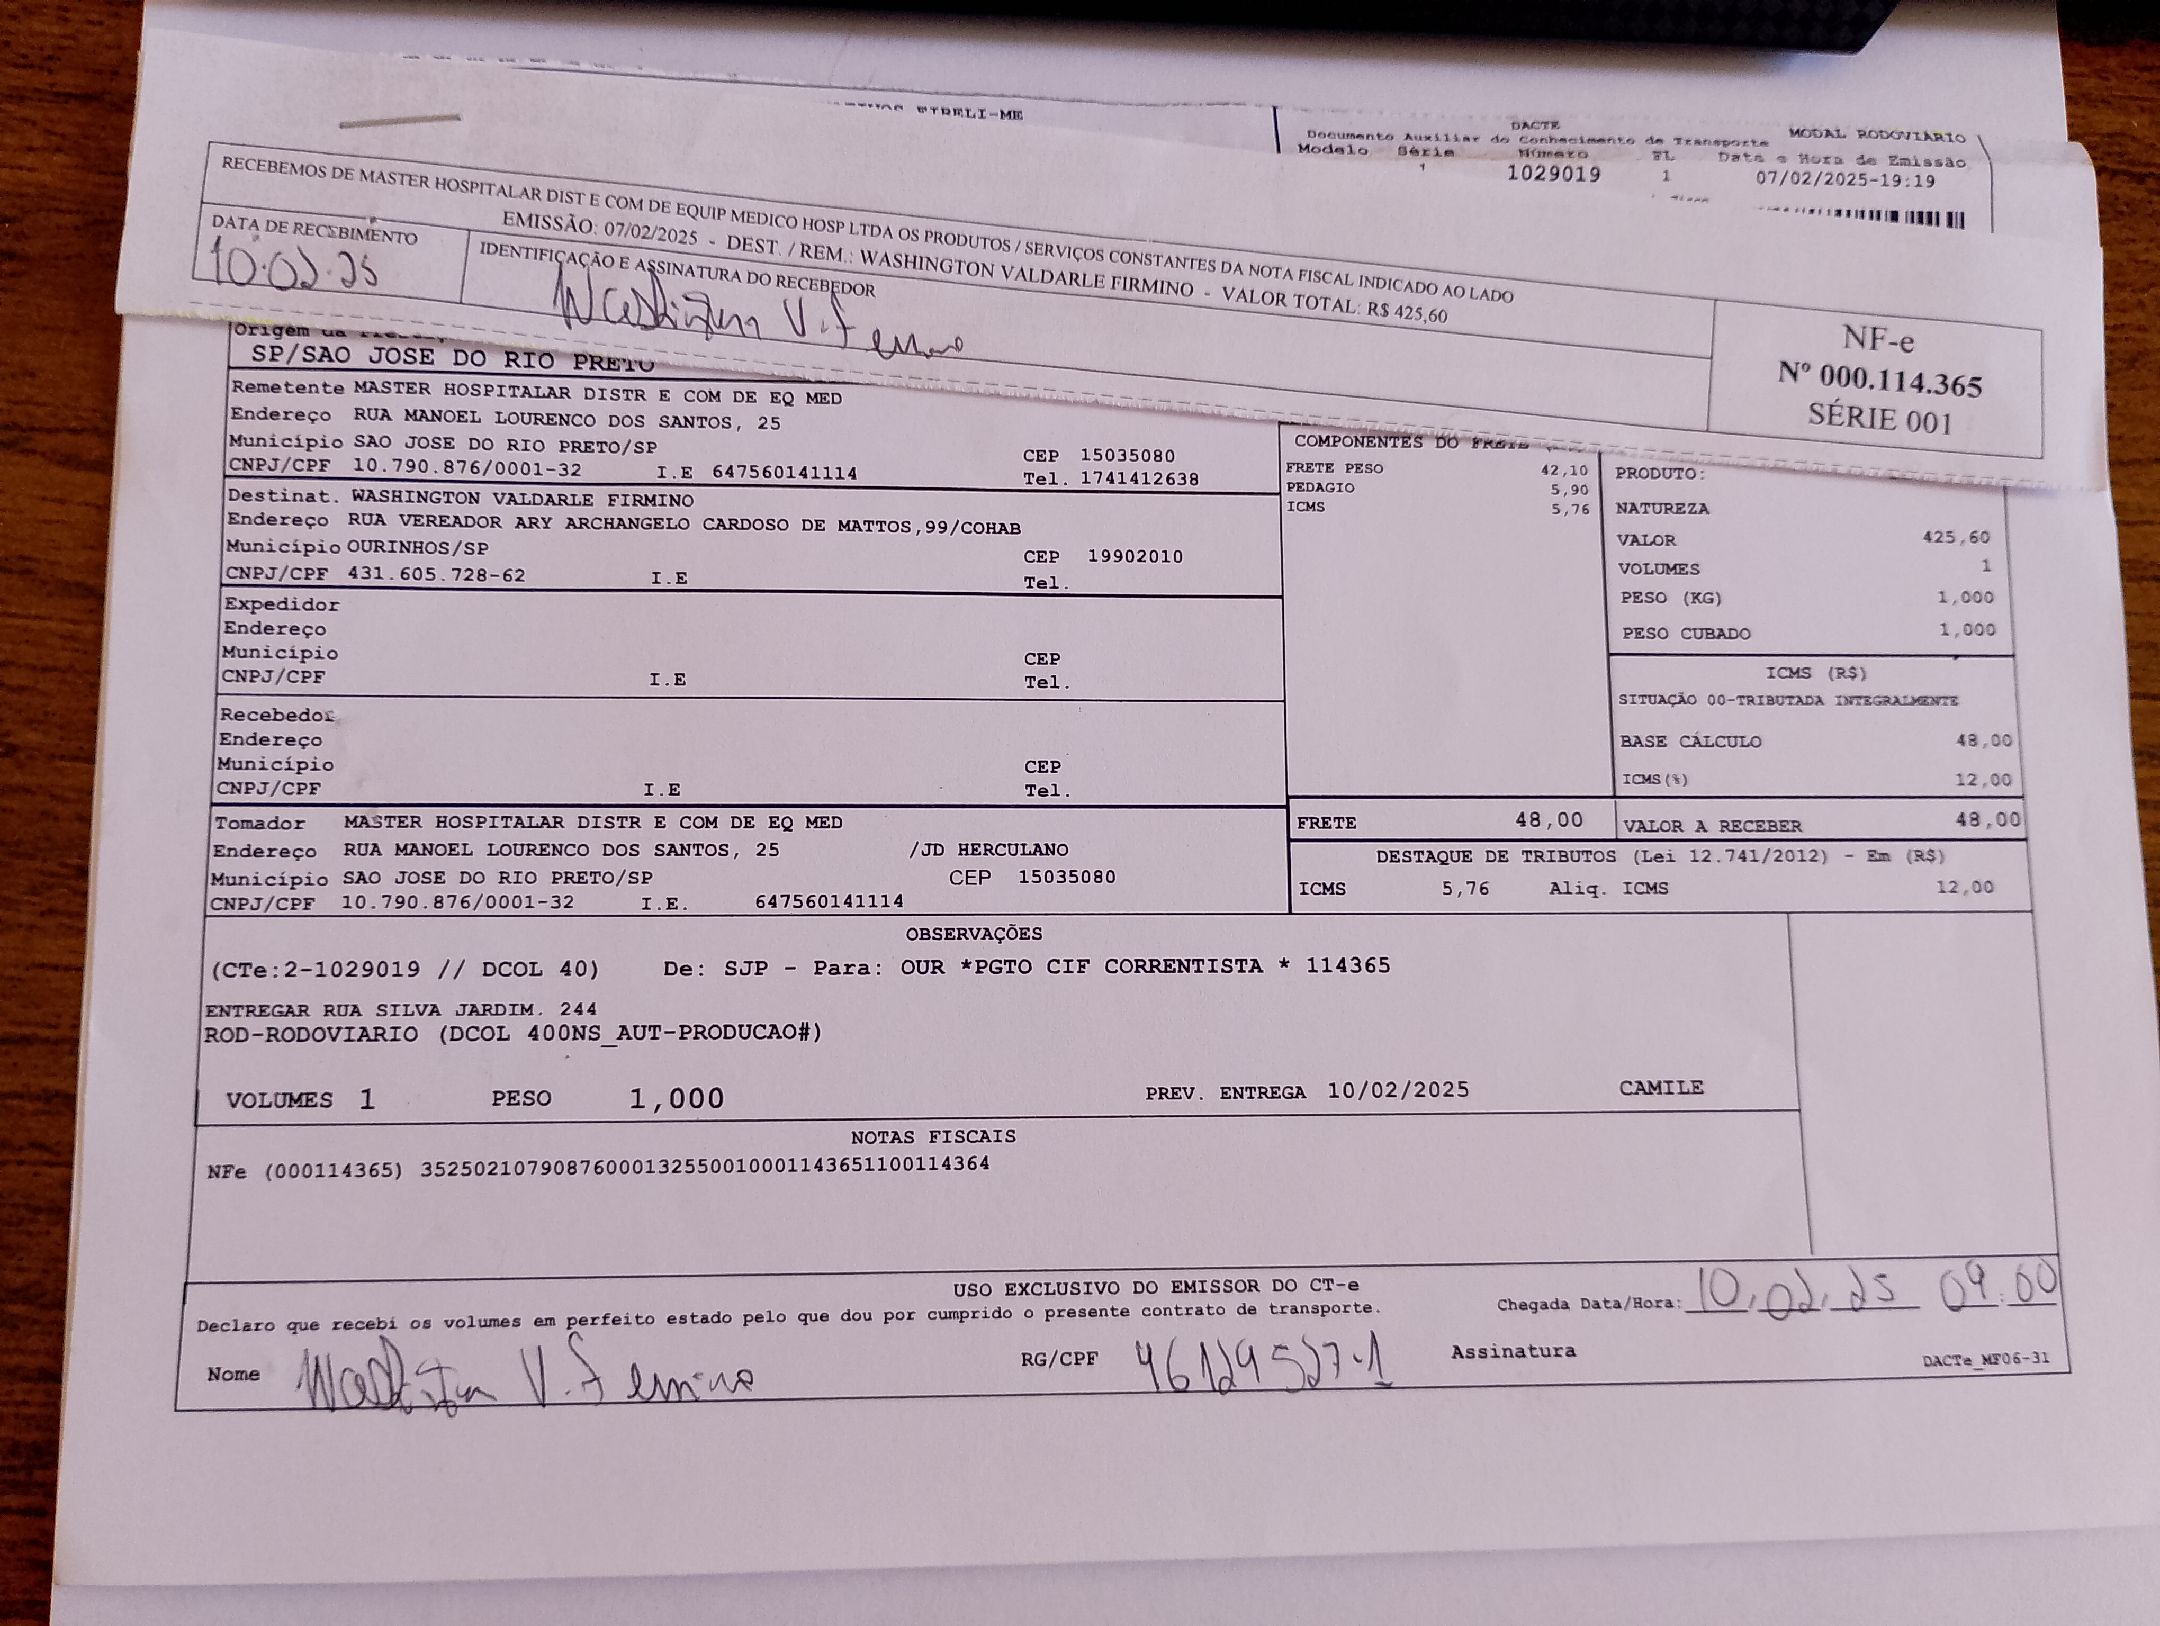 EIRELI-ME
DACTE MODAL RODOVIÁRIO
Documento Auxiliar do Conhecimento de Transporte
Modelo Série Número FL Data e Hora de Emissão
1029019 1 07/02/2025-19:19
RECEBEMOS DE MASTER HOSPITALAR DIST E COM DE EQUIP MEDICO HOSP LTDA OS PRODUTOS / SERVIÇOS CONSTANTES DA NOTA FISCAL INDICADO AO LADO
EMISSÃO: 07/02/2025 - DEST. / REM.: WASHINGTON VALDARLE FIRMINO - VALOR TOTAL: R$ 425,60
DATA DE RECEBIMENTO
10.02.25
IDENTIFICAÇÃO E ASSINATURA DO RECEBEDOR
Washington V. Firmino
NF-e
Nº 000.114.365
SÉRIE 001
Origem da
SP/SAO JOSE DO RIO PRETO
Remetente MASTER HOSPITALAR DISTR E COM DE EQ MED
Endereço RUA MANOEL LOURENCO DOS SANTOS, 25
Município SAO JOSE DO RIO PRETO/SP CEP 15035080
CNPJ/CPF 10.790.876/0001-32 I.E 647560141114 Tel. 1741412638
Destinat. WASHINGTON VALDARLE FIRMINO
Endereço RUA VEREADOR ARY ARCHANGELO CARDOSO DE MATTOS,99/COHAB
Município OURINHOS/SP CEP 19902010
CNPJ/CPF 431.605.728-62 I.E Tel.
Expedidor
Endereço
Município CEP
CNPJ/CPF I.E Tel.
Recebedor
Endereço
Município CEP
CNPJ/CPF I.E Tel.
Tomador MASTER HOSPITALAR DISTR E COM DE EQ MED
Endereço RUA MANOEL LOURENCO DOS SANTOS, 25 /JD HERCULANO
Município SAO JOSE DO RIO PRETO/SP CEP 15035080
CNPJ/CPF 10.790.876/0001-32 I.E. 647560141114
COMPONENTES DO FRETE
FRETE PESO 42,10
PEDAGIO 5,90
ICMS 5,76
PRODUTO:
NATUREZA
VALOR 425,60
VOLUMES 1
PESO (KG) 1,000
PESO CUBADO 1,000
ICMS (R$)
SITUAÇÃO 00-TRIBUTADA INTEGRALMENTE
BASE CÁLCULO 48,00
ICMS(%) 12,00
FRETE 48,00 VALOR A RECEBER 48,00
DESTAQUE DE TRIBUTOS (Lei 12.741/2012) - Em (R$)
ICMS 5,76 Aliq. ICMS 12,00
OBSERVAÇÕES
(CTe:2-1029019 // DCOL 40) De: SJP - Para: OUR *PGTO CIF CORRENTISTA * 114365
ENTREGAR RUA SILVA JARDIM. 244
ROD-RODOVIARIO (DCOL 400NS_AUT-PRODUCAO#)
VOLUMES 1 PESO 1,000 PREV. ENTREGA 10/02/2025 CAMILE
NOTAS FISCAIS
NFe (000114365) 35250210790876000132550010001143651100114364
USO EXCLUSIVO DO EMISSOR DO CT-e
Declaro que recebi os volumes em perfeito estado pelo que dou por cumprido o presente contrato de transporte. Chegada Data/Hora: 10.02.25 09:00
Nome Washington V. Firmino RG/CPF 46129527-1 Assinatura
DACTe_MF06-31